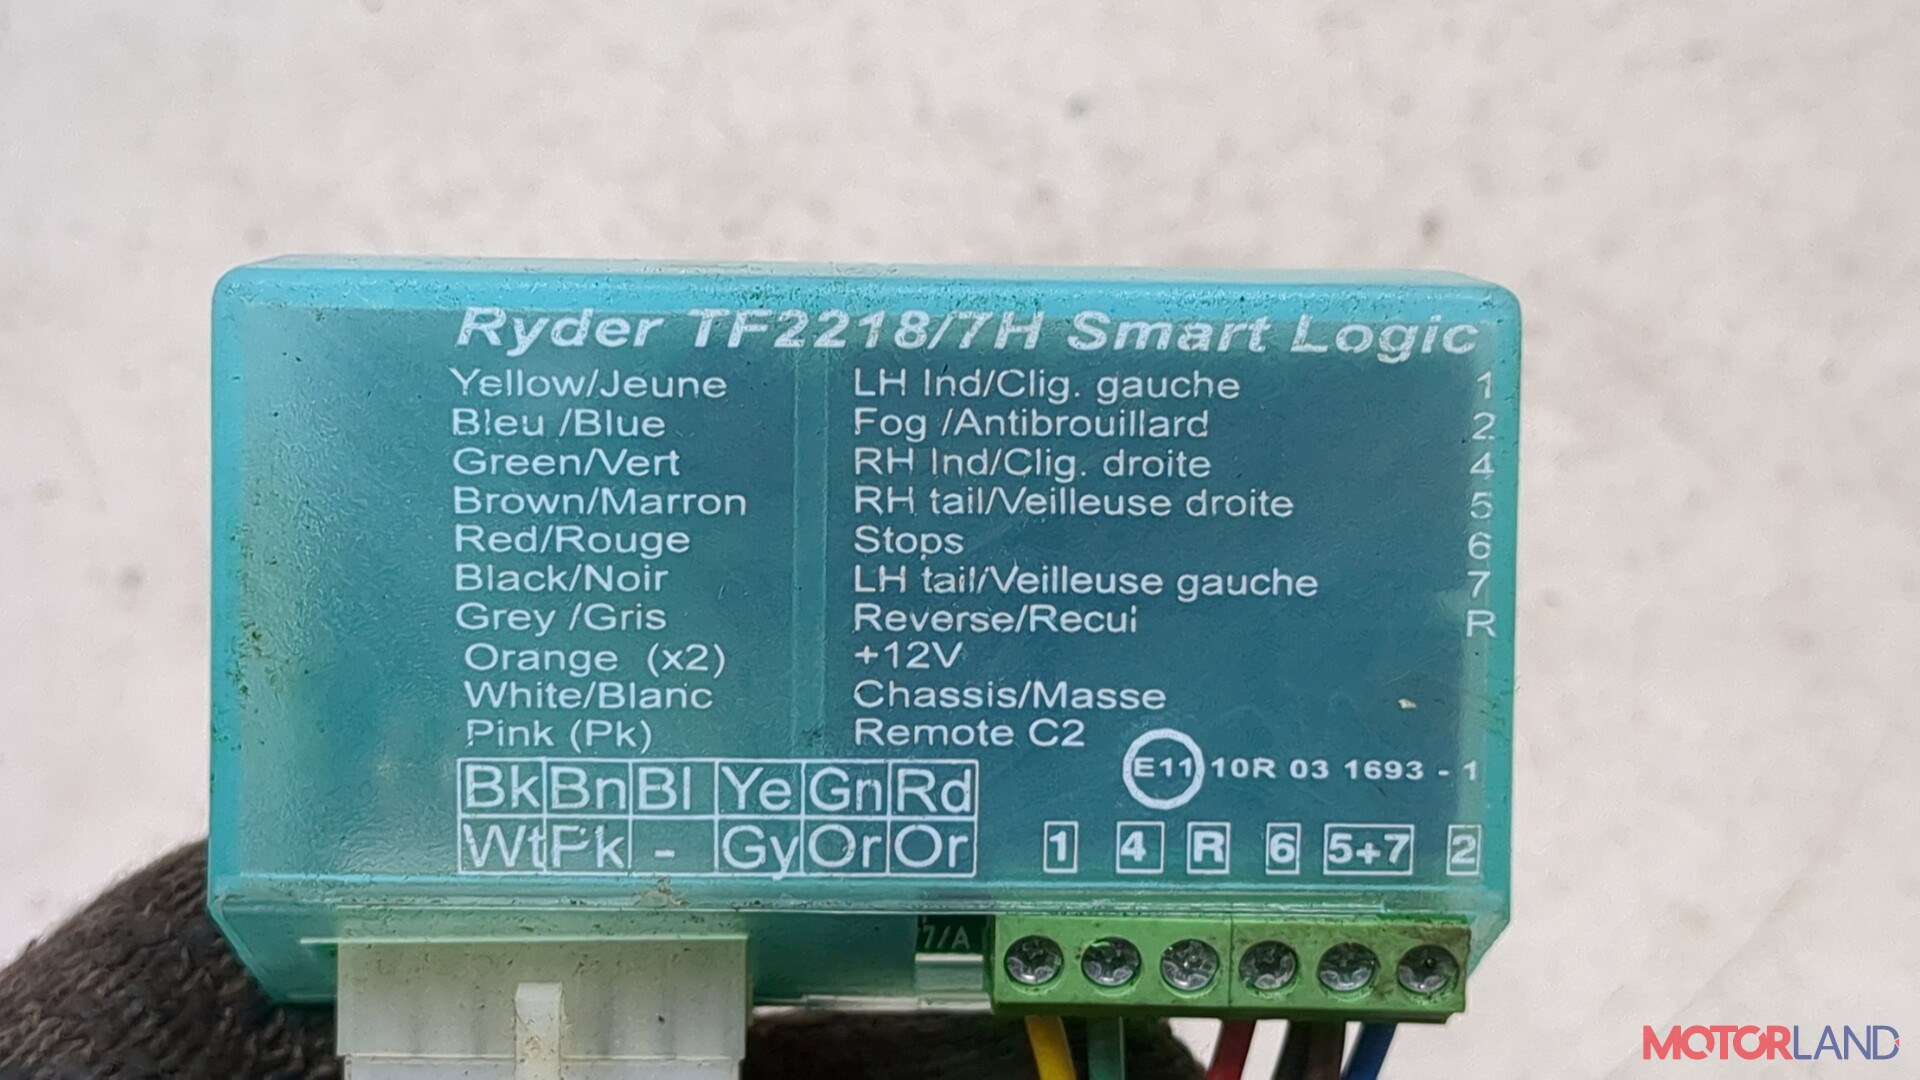 Ryder TF2218/7H Smart Logic
Yellow/Jeune LH Ind/Clig. gauche 1
Bleu /Blue Fog /Antibrouillard 2
Green/Vert RH Ind/Clig. droite 4
Brown/Marron RH tail/Veilleuse droite 5
Red/Rouge Stops 6
Black/Noir LH tail/Veilleuse gauche 7
Grey /Gris Reverse/Recul R
Orange (x2) +12V
White/Blanc Chassis/Masse
Pink (Pk) Remote C2
E11 10R 03 1693 - 1
Bk Bn Bl Ye Gn Rd
Wt Pk - Gy Or Or 1 4 R 6 5+7 2
7/A
MOTORLAND